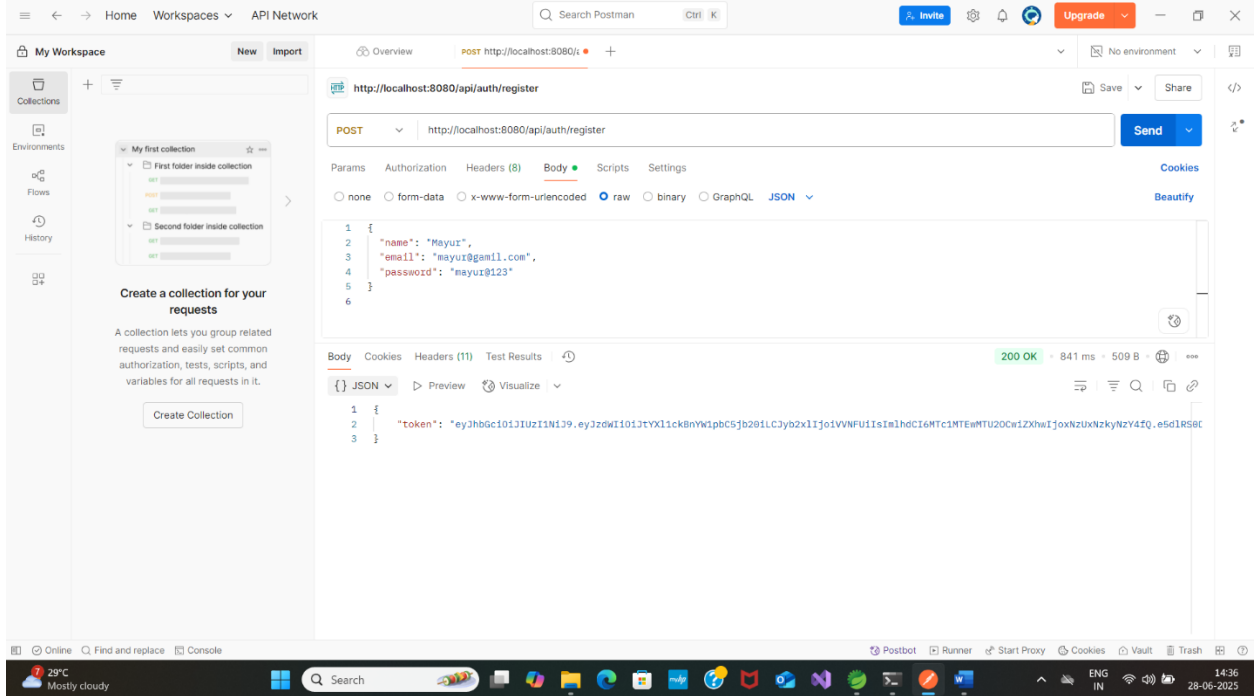 Home Workspaces API Network Search Postman Ctrl K Invite Upgrade
My Workspace New Import Overview POST http://localhost:8080/a No environment
Collections
Environments
Flows
History
My first collection
First folder inside collection
GET
POST
GET
Second folder inside collection
GET
GET
Create a collection for your
requests
A collection lets you group related
requests and easily set common
authorization, tests, scripts, and
variables for all requests in it.
Create Collection
HTTP http://localhost:8080/api/auth/register Save Share
POST http://localhost:8080/api/auth/register Send
Params Authorization Headers (8) Body Scripts Settings Cookies
none form-data x-www-form-urlencoded raw binary GraphQL JSON Beautify
1 {
2 "name": "Mayur",
3 "email": "mayur@gamil.com",
4 "password": "mayur@123"
5 }
6
Body Cookies Headers (11) Test Results 200 OK 841 ms 509 B
{} JSON Preview Visualize
1 {
2 "token":
3 }
Online Find and replace Console Postbot Runner Start Proxy Cookies Vault Trash
7 29°C
Mostly cloudy
Search
ENG
IN
14:36
28-06-2025